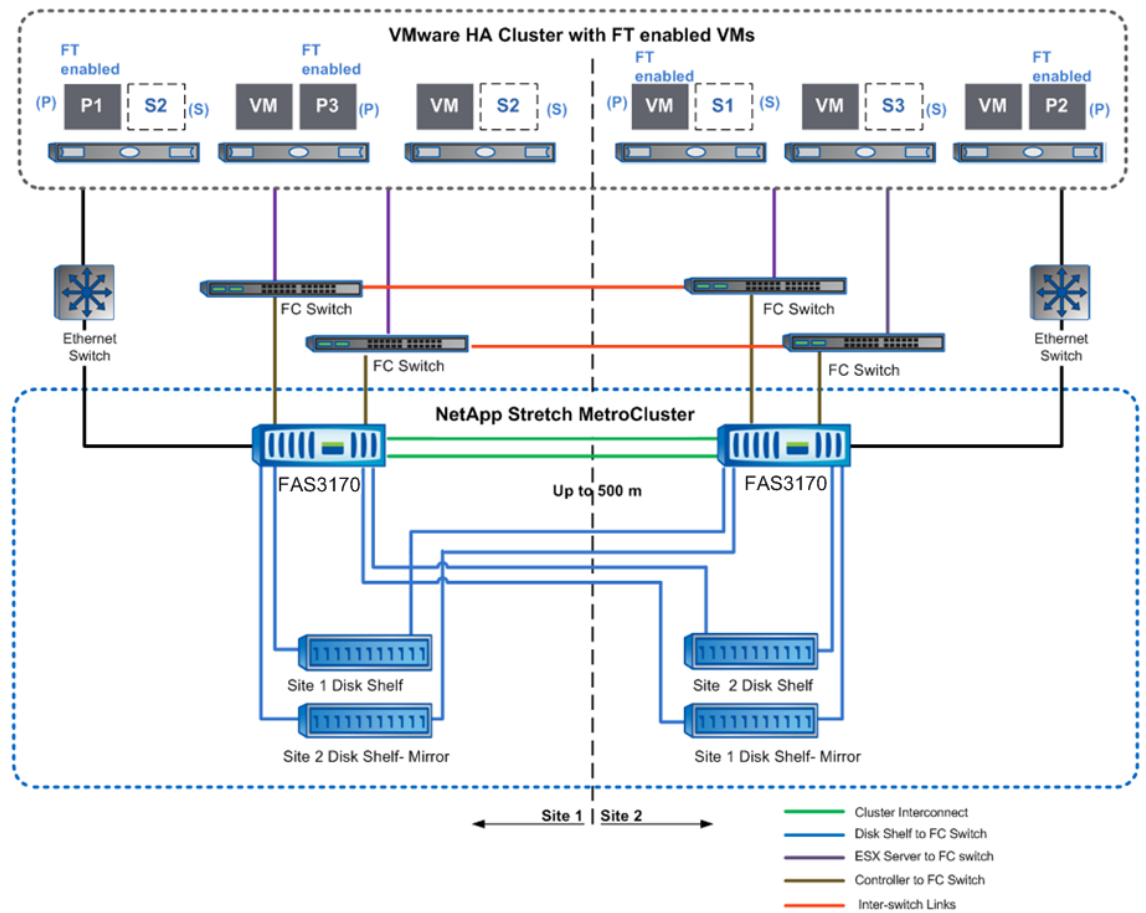 VMware HA Cluster with FT enabled VMs
FT
enabled
FT
enabled
FT
enabled
FT
enabled
(P)
P1
S2
(S)
VM
P3
(P)
VM
S2
(S)
(P)
VM
S1
(S)
VM
S3
(S)
VM
P2
(P)
FC Switch
FC Switch
Ethernet
Switch
Ethernet
Switch
FC Switch
FC Switch
NetApp Stretch MetroCluster
FAS3170
FAS3170
Up to 500 m
Site 1 Disk Shelf
Site 2 Disk Shelf
Site 2 Disk Shelf- Mirror
Site 1 Disk Shelf- Mirror
Site 1
Site 2
Cluster Interconnect
Disk Shelf to FC Switch
ESX Server to FC switch
Controller to FC Switch
Inter-switch Links